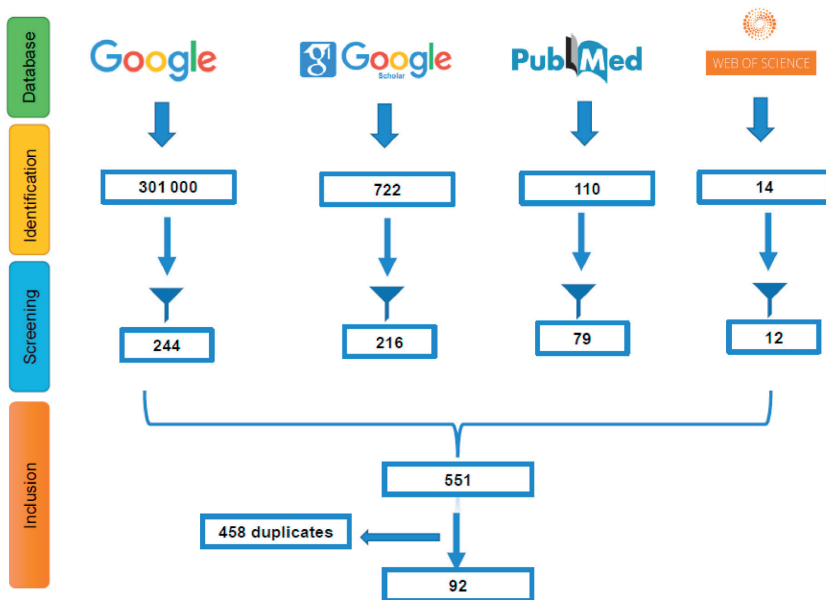 Database
Google
Google
Scholar
PubMed
WEB OF SCIENCE
Identification
301 000
722
110
14
Screening
244
216
79
12
Inclusion
551
458 duplicates
92